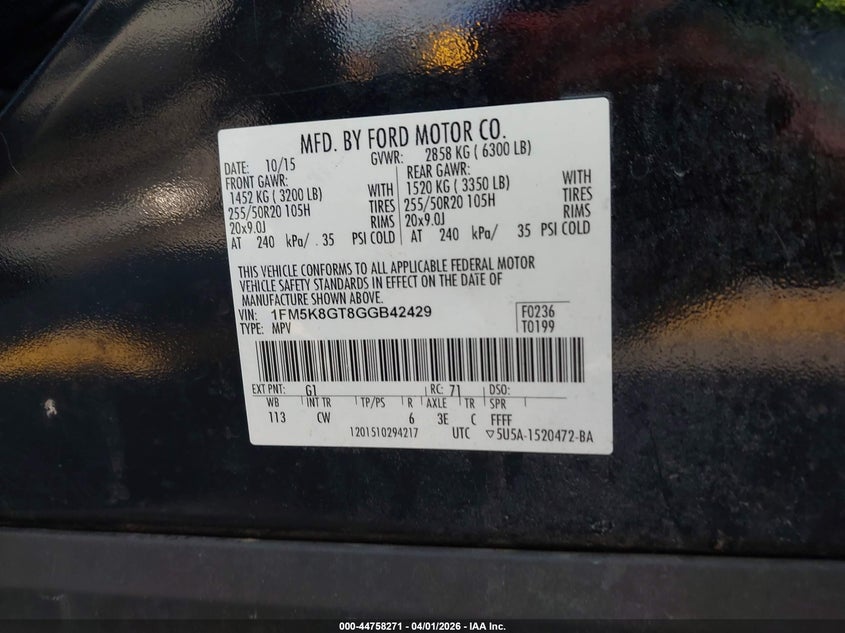 MFD. BY FORD MOTOR CO.
DATE: 10/15 GVWR: 2858 KG ( 6300 LB)
FRONT GAWR: REAR GAWR:
1452 KG ( 3200 LB) WITH 1520 KG ( 3350 LB) WITH
255/50R20 105H TIRES 255/50R20 105H TIRES
20x9.0J RIMS 20x9.0J RIMS
AT 240 kPa/ 35 PSI COLD AT 240 kPa/ 35 PSI COLD
THIS VEHICLE CONFORMS TO ALL APPLICABLE FEDERAL MOTOR
VEHICLE SAFETY STANDARDS IN EFFECT ON THE DATE OF
MANUFACTURE SHOWN ABOVE.
VIN: 1FM5K8GT8GGB42429 F0236
TYPE: MPV T0199
EXT PNT: G1 RC: 71 DSO:
WB INT TR TP/PS R AXLE TR SPR
113 CW 6 3E C FFFF
1201510294217 UTC ▽5U5A-1520472-BA
000-44758271 - 04/01/2026 - IAA Inc.